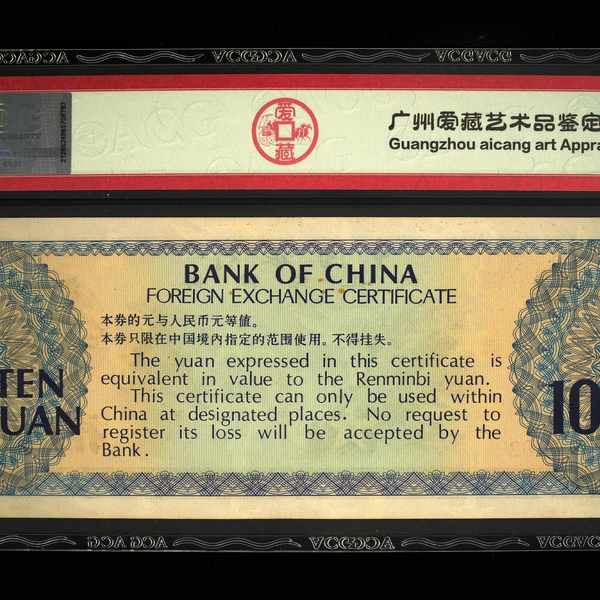 爱藏
广州爱藏艺术品鉴定
Guangzhou aicang art Appra
BANK OF CHINA
FOREIGN EXCHANGE CERTIFICATE
本券的元与人民币元等值。
本券只限在中国境内指定的范围使用。不得挂失。
The yuan expressed in this certificate is
equivalent in value to the Renminbi yuan.
This certificate can only be used within
China at designated places. No request to
register its loss will be accepted by the
Bank.
TEN
YUAN
10